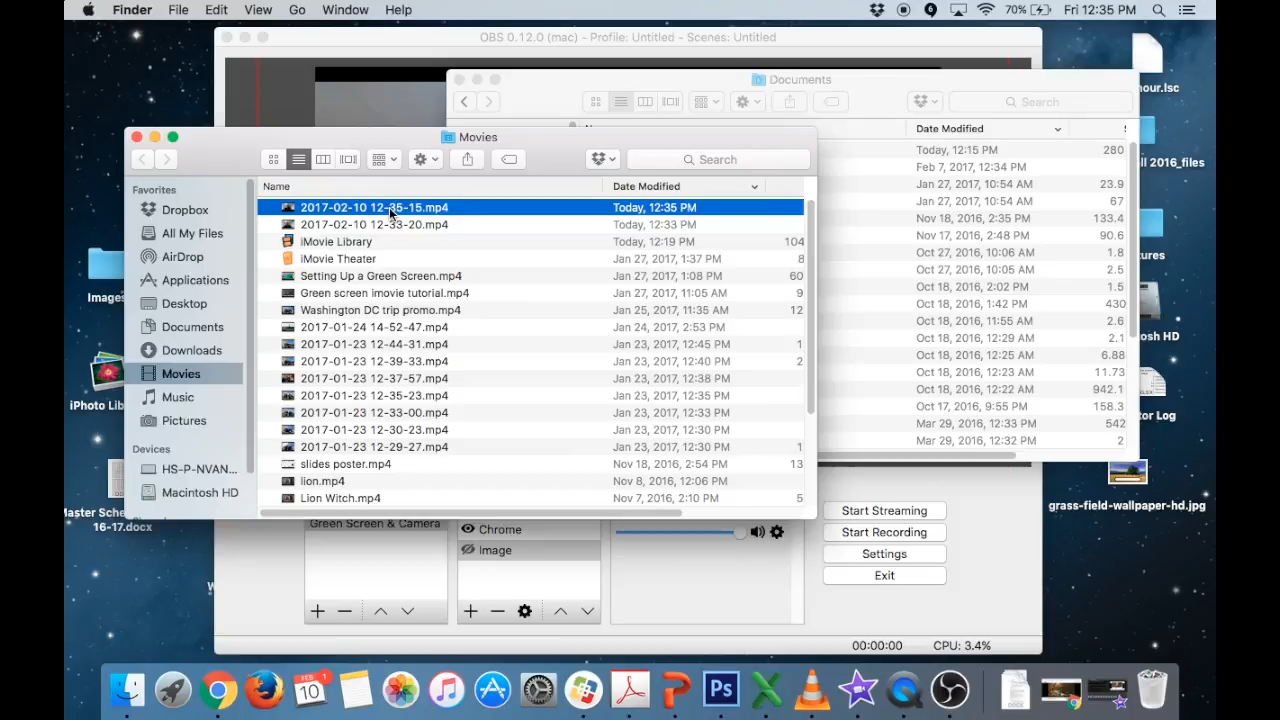 Finder File Edit View Go Window Help
70% Fri 12:35 PM
OBS 0.12.0 (mac) - Profile: Untitled - Scenes: Untitled
Documents
Search
Date Modified
Today, 12:15 PM 280
Feb 7, 2017, 12:34 PM
Jan 27, 2017, 10:54 AM 23.9
Jan 27, 2017, 10:54 AM 67
Nov 18, 2016, 2:35 PM 133.4
Nov 17, 2016, 2:48 PM 90.6
Oct 27, 2016, 10:06 AM 1.8
Oct 27, 2016, 10:05 AM 2.5
Oct 18, 2016, 2:02 PM 1.5
Oct 18, 2016, 1:42 PM 430
Oct 18, 2016, 11:55 AM 2.6
Oct 18, 2016, 12:29 AM 2.1
Oct 18, 2016, 12:25 AM 6.88
Oct 18, 2016, 12:23 AM 11.73
Oct 18, 2016, 12:22 AM 942.1
Oct 17, 2016, 9:55 PM 158.3
Mar 29, 2016, 12:33 PM 542
Mar 29, 2016, 12:32 PM 2
Movies
Search
Favorites
Dropbox
All My Files
AirDrop
Applications
Desktop
Documents
Downloads
Movies
Music
Pictures
Devices
HS-P-NVAN...
Macintosh HD
Name Date Modified
2017-02-10 12-35-15.mp4 Today, 12:35 PM
2017-02-10 12-33-20.mp4 Today, 12:33 PM
iMovie Library Today, 12:19 PM 104
iMovie Theater Jan 27, 2017, 1:37 PM 8
Setting Up a Green Screen.mp4 Jan 27, 2017, 1:08 PM 60
Green screen imovie tutorial.mp4 Jan 27, 2017, 11:05 AM 9
Washington DC trip promo.mp4 Jan 25, 2017, 11:35 AM 12
2017-01-24 14-52-47.mp4 Jan 24, 2017, 2:53 PM
2017-01-23 12-44-31.mp4 Jan 23, 2017, 12:45 PM 1
2017-01-23 12-39-33.mp4 Jan 23, 2017, 12:40 PM 2
2017-01-23 12-37-57.mp4 Jan 23, 2017, 12:38 PM
2017-01-23 12-35-23.mp4 Jan 23, 2017, 12:35 PM
2017-01-23 12-33-00.mp4 Jan 23, 2017, 12:33 PM
2017-01-23 12-30-23.mp4 Jan 23, 2017, 12:30 PM
2017-01-23 12-29-27.mp4 Jan 23, 2017, 12:30 PM 1
slides poster.mp4 Nov 18, 2016, 2:54 PM 13
lion.mp4 Nov 8, 2016, 12:06 PM
Lion Witch.mp4 Nov 7, 2016, 2:10 PM 5
Green Screen & Camera
Chrome
Image
Start Streaming
Start Recording
Settings
Exit
00:00:00 CPU: 3.4%
our.lsc
il 2016_files
tures
tosh HD
tor Log
grass-field-wallpaper-hd.jpg
Images
iPhoto Lib
Master Sche
16-17.docx
FEB
10
Ps